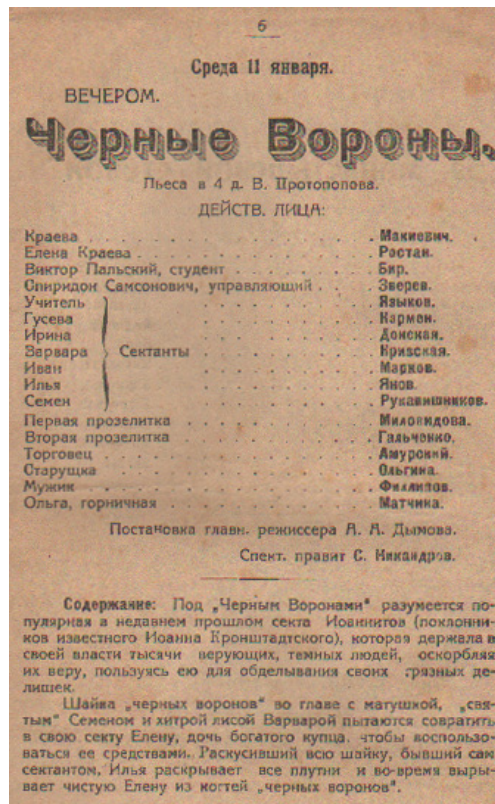 6
Среда 11 января.
ВЕЧЕРОМ.
Черные Вороны.
Пьеса в 4 д. В. Протопопова.
ДЕЙСТВ. ЛИЦА:
Краева . . . . . . . . . . . . . Макиевич.
Елена Краева . . . . . . . . . . Ростан.
Виктор Пальский, студент . . . . . . Бир.
Спиридон Самсонович, управляющий . . . Зверев.
Учитель . . . . . . Языков.
Гусева . . . . . . Кармен.
Ирина . . . . . . Донская.
Варвара Сектанты . . . . . . Кривская.
Иван . . . . . . Марков.
Илья . . . . . . Янов.
Семен . . . . . . Рукавишников.
Первая прозелитка . . . . . . . . Миловидова.
Вторая прозелитка . . . . . . . . Гальченко.
Торговец . . . . . . . . . . . . Амурский.
Старушка . . . . . . . . . . . . Ольгина.
Мужик . . . . . . . . . . . . Филлипов.
Ольга, горничная . . . . . . . . . Матчина.
Постановка главн. режиссера А. А. Дымова.
Спект. правит С. Никандров.
Содержание: Под „Черным Воронами“ разумеется по-
пулярная в недавнем прошлом секта Иоаннитов (поклонни-
ков известного Иоанна Кронштадтского), которая держала в
своей власти тысячи верующих, темных людей, оскорбляя
их веру, пользуясь ею для обделывания своих грязных де-
лишек.
Шайка „черных воронов“ во главе с матушкой, „свя-
тым“ Семеном и хитрой лисой Варварой пытаются совратить
в свою секту Елену, дочь богатого купца, чтобы воспользо-
ваться ее средствами. Раскусивший всю шайку, бывший сам
сектантом, Илья раскрывает все плутни и во-время выры-
вает чистую Елену из когтей „черных воронов“.